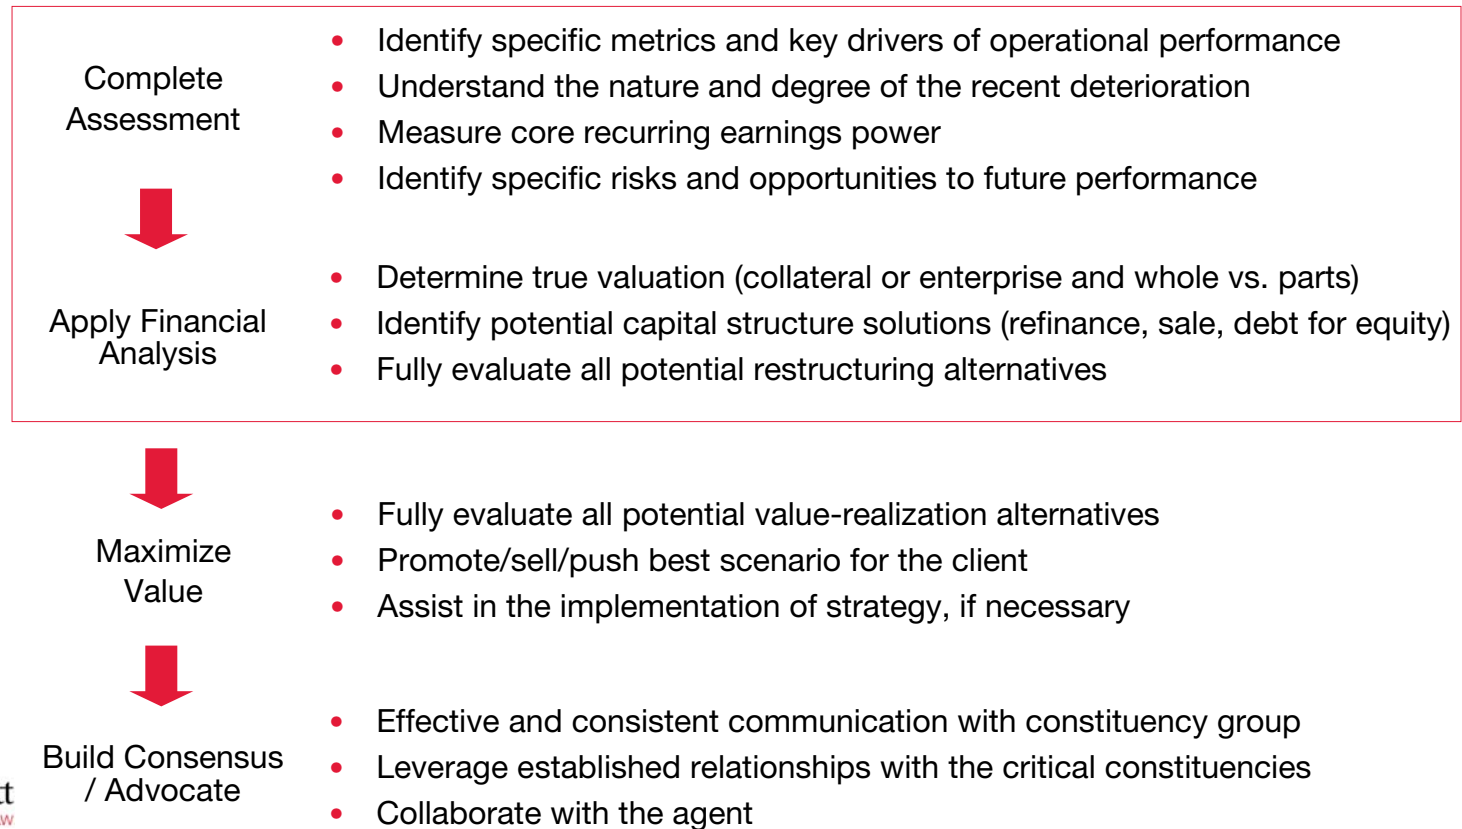 Complete
Assessment
• Identify specific metrics and key drivers of operational performance
• Understand the nature and degree of the recent deterioration
• Measure core recurring earnings power
• Identify specific risks and opportunities to future performance
Apply Financial
Analysis
• Determine true valuation (collateral or enterprise and whole vs. parts)
• Identify potential capital structure solutions (refinance, sale, debt for equity)
• Fully evaluate all potential restructuring alternatives
Maximize
Value
• Fully evaluate all potential value-realization alternatives
• Promote/sell/push best scenario for the client
• Assist in the implementation of strategy, if necessary
Build Consensus
/ Advocate
• Effective and consistent communication with constituency group
• Leverage established relationships with the critical constituencies
• Collaborate with the agent